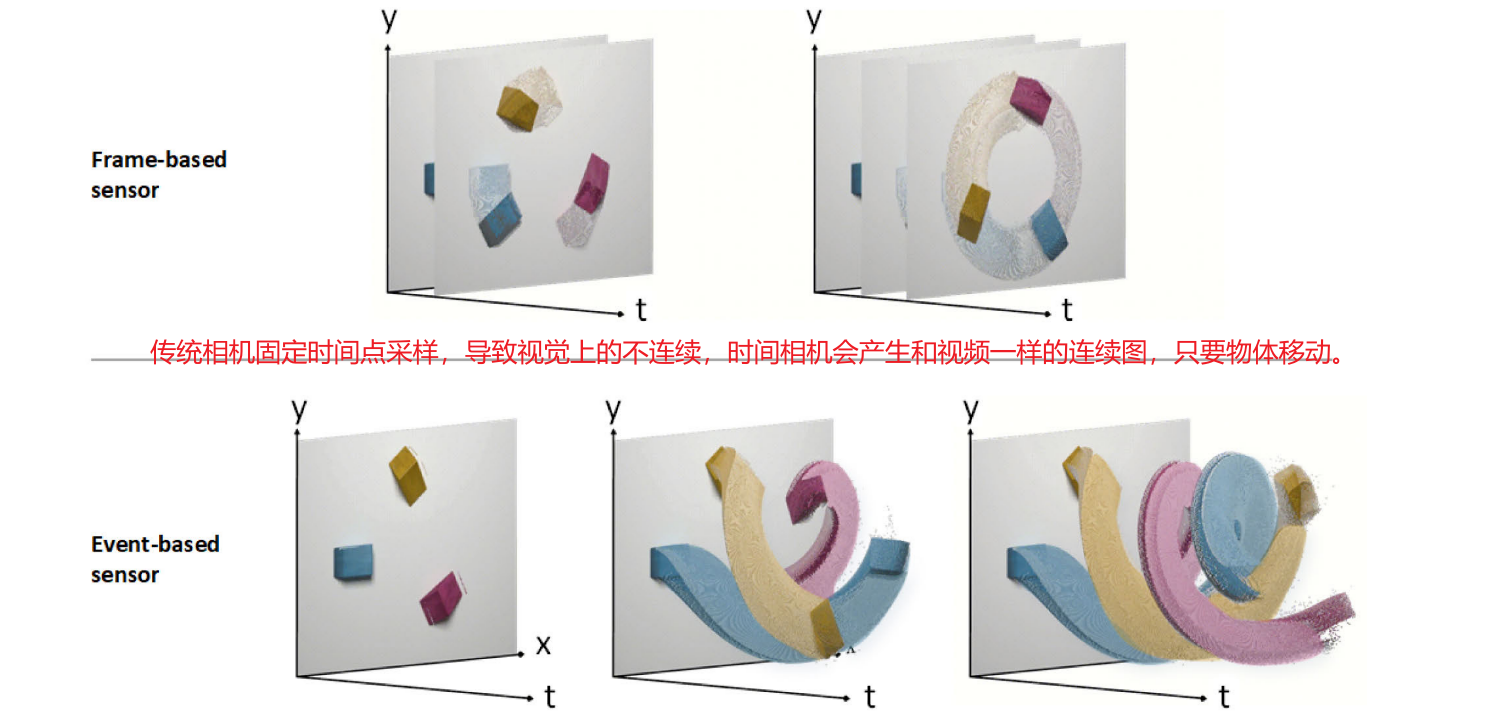 y
y
Frame-based
sensor
t
t
传统相机固定时间点采样，导致视觉上的不连续，时间相机会产生和视频一样的连续图，只要物体移动。
y
y
y
Event-based
sensor
x
t
t
t